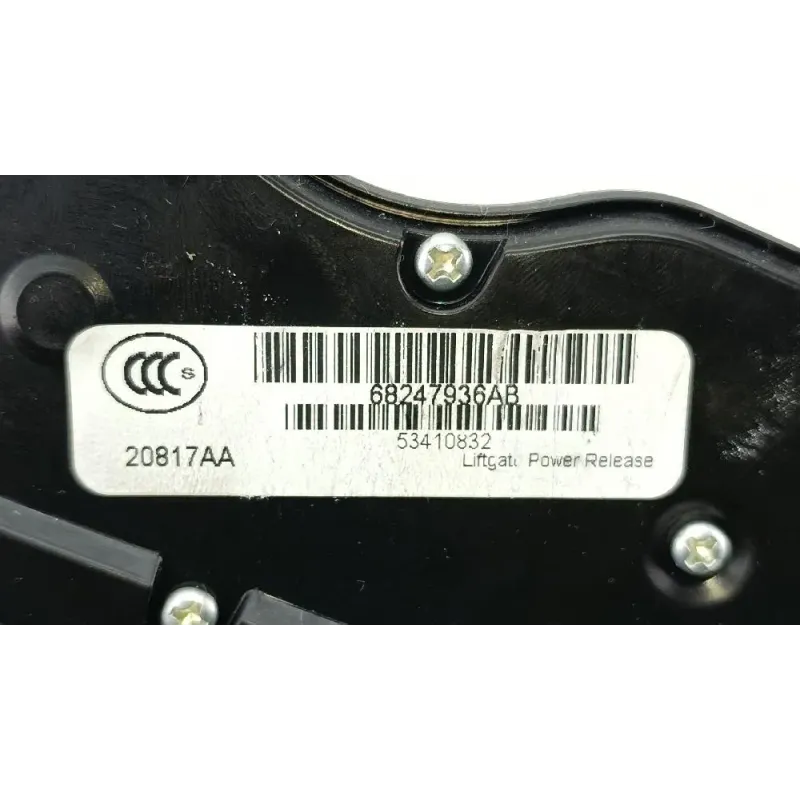 CCC S
68247936AB
53410832
20817AA
Liftgate Power Release